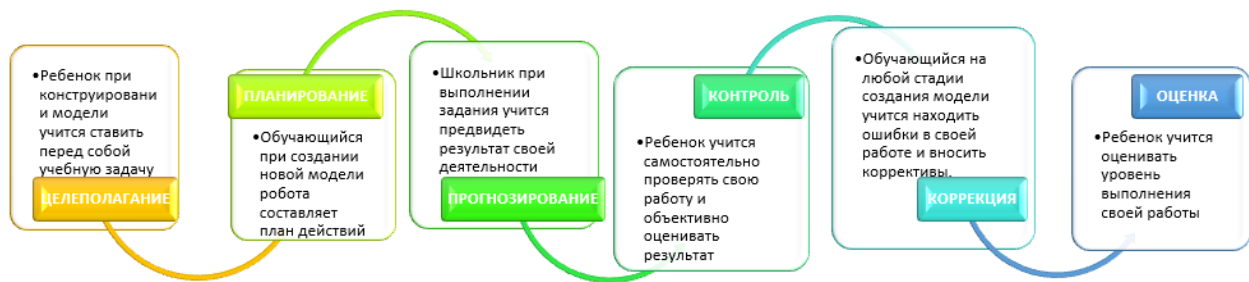 •Ребенок при
конструировани
и модели
учится ставить
перед собой
учебную задачу
ЦЕЛЕПОЛАГАНИЕ
ПЛАНИРОВАНИЕ
•Обучающийся
при создании
новой модели
робота
составляет
план действий
•Школьник при
выполнении
задания учится
предвидеть
результат своей
деятельности
ПРОГНОЗИРОВАНИЕ
КОНТРОЛЬ
•Ребенок учится
самостоятельно
проверять свою
работу и
объективно
оценивать
результат
•Обучающийся на
любой стадии
создания модели
учится находить
ошибки в своей
работе и вносить
коррективы.
КОРРЕКЦИЯ
ОЦЕНКА
•Ребенок учится
оценивать
уровень
выполнения
своей работы